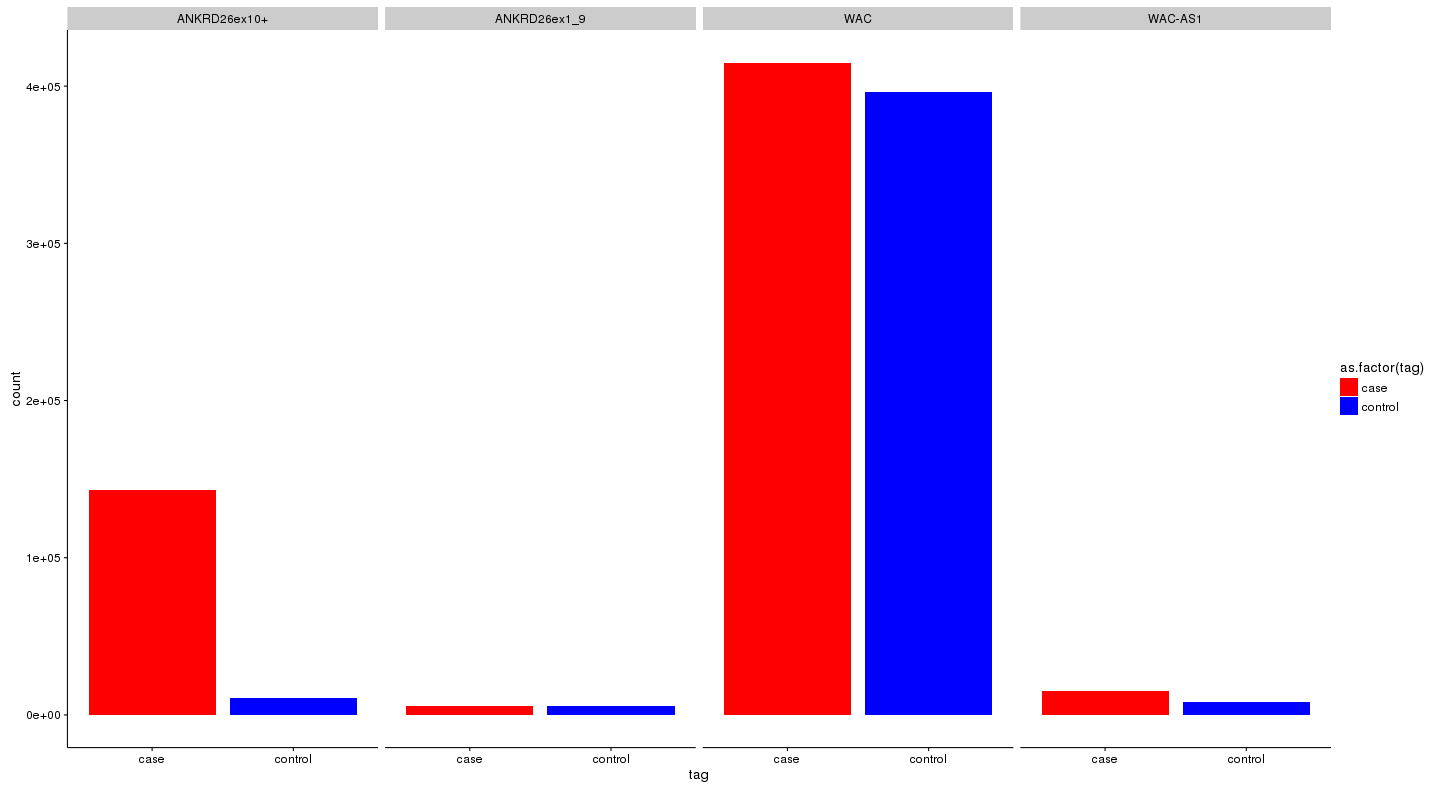 ANKRD26ex10+
ANKRD26ex1_9
WAC
WAC-AS1
count
4e+05
3e+05
2e+05
1e+05
0e+00
case
control
case
control
case
control
case
control
tag
as.factor(tag)
case
control